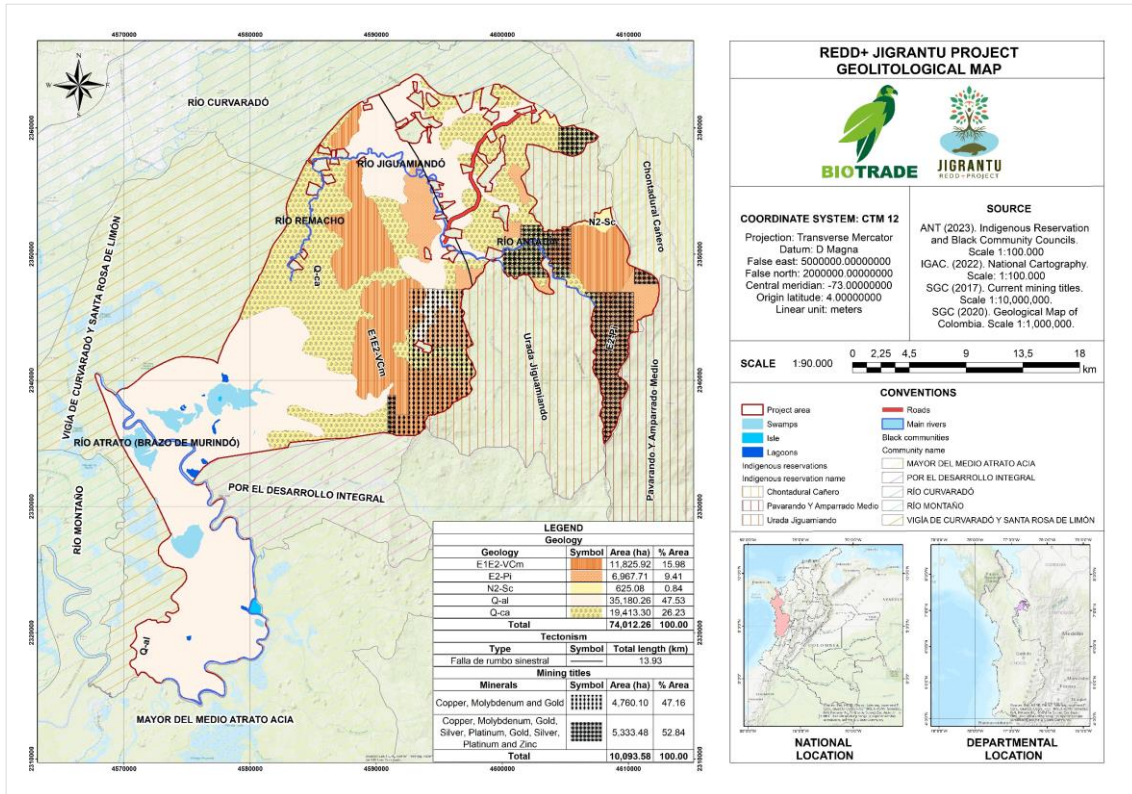 4570000
4580000
4590000
4600000
4610000
N
W
E
S
RÍO CURVARADÓ
2360000
2360000
RÍO JIGUAMIANDÓ
Chontadural Cañero
RÍO REMACHO
N2-Sc
RÍO ANTADÓ
2350000
2350000
Q-ca
VIGÍA DE CURVARADÓ Y SANTA ROSA DE LIMÓN
E1E2-VCm
E2-Pi
Urada Jiguamiando
Pavarando Y Amparrado Medio
2340000
2340000
RÍO ATRATO (BRAZO DE MURINDÓ)
POR EL DESARROLLO INTEGRAL
RÍO MONTAÑO
2330000
2330000
2320000
2320000
Q-al
MAYOR DEL MEDIO ATRATO ACIA
2310000
2310000
4570000
4580000
4590000
4600000
4610000
LEGEND
Geology
Geology Symbol Area (ha) % Area
E1E2-VCm 11,825.92 15.98
E2-Pi 6,967.71 9.41
N2-Sc 625.08 0.84
Q-al 35,180.26 47.53
Q-ca 19,413.30 26.23
Total 74,012.26 100.00
Tectonism
Type Symbol Total length (km)
Falla de rumbo sinestral 13.93
Mining titles
Minerals Symbol Area (ha) % Area
Copper, Molybdenum and Gold 4,760.10 47.16
Copper, Molybdenum, Gold,
Silver, Platinum, Gold, Silver,
Platinum and Zinc 5,333.48 52.84
Total 10,093.58 100.00
REDD+ JIGRANTU PROJECT
GEOLITOLOGICAL MAP
BIOTRADE
JIGRANTU
REDD+PROJECT
COORDINATE SYSTEM: CTM 12
Projection: Transverse Mercator
Datum: D Magna
False east: 5000000.00000000
False north: 2000000.00000000
Central meridian: -73.00000000
Origin latitude: 4.00000000
Linear unit: meters
SOURCE
ANT (2023). Indigenous Reservation
and Black Community Councils.
Scale 1:100.000
IGAC. (2022). National Cartography.
Scale: 1:100.000
SGC (2017). Current mining titles.
Scale 1:10,000,000.
SGC (2020). Geological Map of
Colombia. Scale 1:1,000,000.
SCALE 1:90.000
0 2,25 4,5 9 13,5 18
km
CONVENTIONS
Project area
Swamps
Isle
Lagoons
Indigenous reservations
Indigenous reservation name
Chontadural Cañero
Pavarando Y Amparrado Medio
Urada Jiguamiando
Roads
Main rivers
Black communities
Community name
MAYOR DEL MEDIO ATRATO ACIA
POR EL DESARROLLO INTEGRAL
RÍO CURVARADÓ
RÍO MONTAÑO
VIGÍA DE CURVARADÓ Y SANTA ROSA DE LIMÓN
COLOMBIA
NATIONAL
LOCATION
DEPARTMENTAL
LOCATION